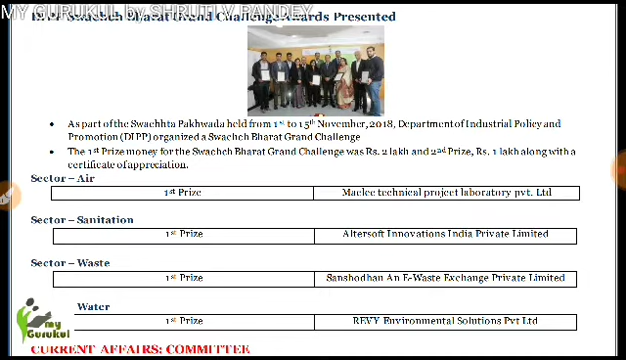 MY GURUKUL by SHRUTI V PANDEY
DIPP Swachch Bharat Grand Challenge Awards Presented
As part of the Swachhta Pakhwada held from 1st to 15th November, 2018, Department of Industrial Policy and
Promotion (DIPP) organized a Swachch Bharat Grand Challenge
The 1st Prize money for the Swachch Bharat Grand Challenge was Rs. 2 lakh and 2nd Prize, Rs. 1 lakh along with a
certificate of appreciation.
Sector – Air
1st Prize Maclec technical project laboratory pvt. Ltd
Sector – Sanitation
1st Prize Altersoft Innovations India Private Limited
Sector – Waste
1st Prize Sanshodhan An E-Waste Exchange Private Limited
Water
1st Prize REVY Environmental Solutions Pvt Ltd
my
Gurukul
CURRENT AFFAIRS: COMMITTEE